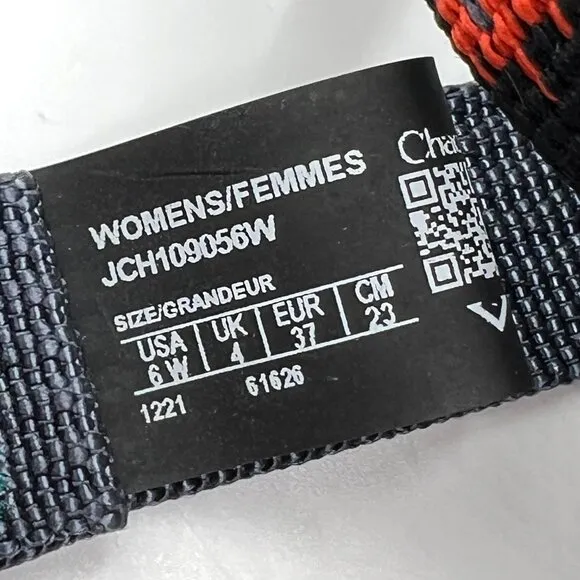 WOMENS/FEMMES
JCH109056W
SIZE/GRANDEUR
USA UK EUR CM
6 W 4 37 23
1221 61626